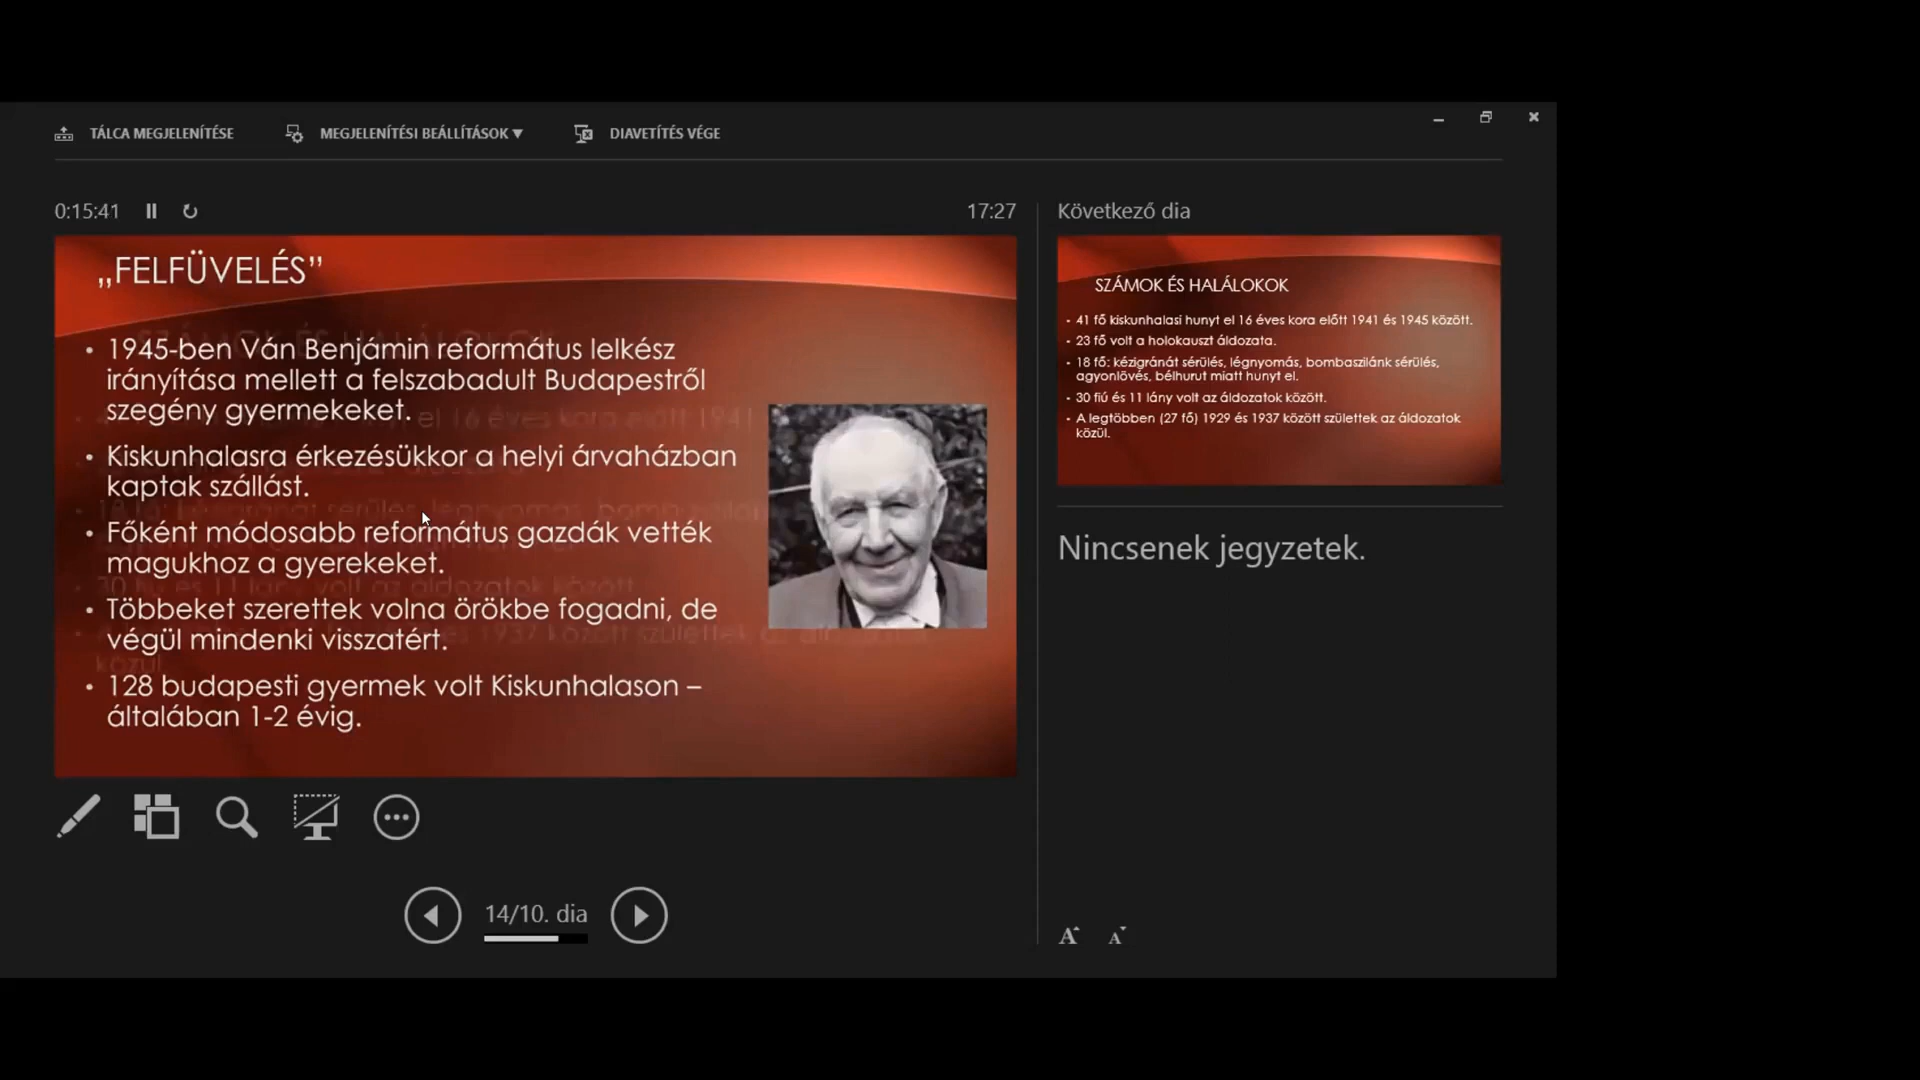 TÁLCA MEGJELENÍTÉSE
MEGJELENÍTÉSI BEÁLLÍTÁSOK ▼
DIAVETÍTÉS VÉGE
0:15:41
17:27
„FELFÜVELÉS”
• 1945-ben Ván Benjámin református lelkész
irányítása mellett a felszabadult Budapestről
szegény gyermekeket.
• Kiskunhalasra érkezésükkor a helyi árvaházban
kaptak szállást.
• Főként módosabb református gazdák vették
magukhoz a gyerekeket.
• Többeket szerettek volna örökbe fogadni, de
végül mindenki visszatért.
• 128 budapesti gyermek volt Kiskunhalason –
általában 1-2 évig.
14/10. dia
Következő dia
SZÁMOK ÉS HALÁLOKOK
• 41 fő kiskunhalasi hunyt el 16 éves kora előtt 1941 és 1945 között.
• 23 fő volt a holokauszt áldozata.
• 18 fő: kézigránát sérülés, légnyomás, bombaszilánk sérülés,
agyonlövés, bélhurut miatt hunyt el.
• 30 fiú és 11 lány volt az áldozatok között.
• A legtöbben (27 fő) 1929 és 1937 között születtek az áldozatok
közül.
Nincsenek jegyzetek.
A A